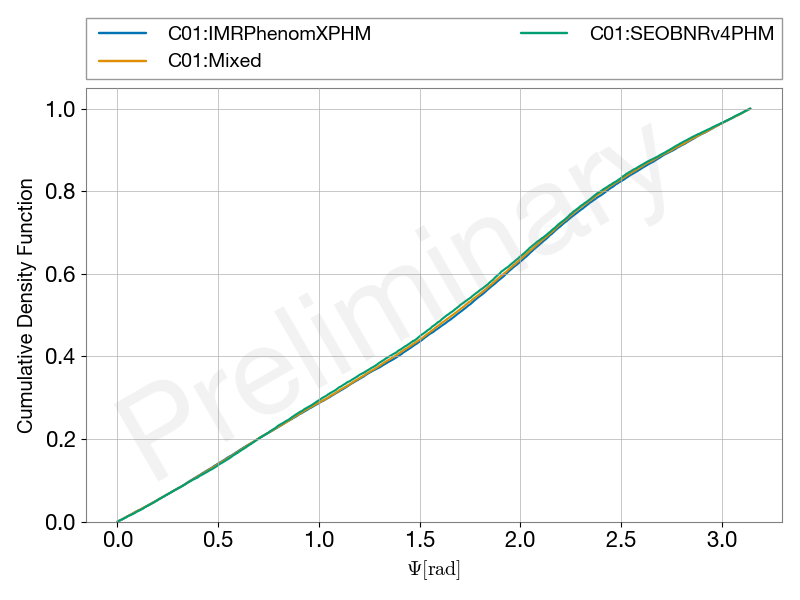 C01:IMRPhenomXPHM
C01:Mixed
C01:SEOBNRv4PHM
Preliminary
Cumulative Density Function
1.0
0.8
0.6
0.4
0.2
0.0
0.0 0.5 1.0 1.5 2.0 2.5 3.0
Ψ[rad]